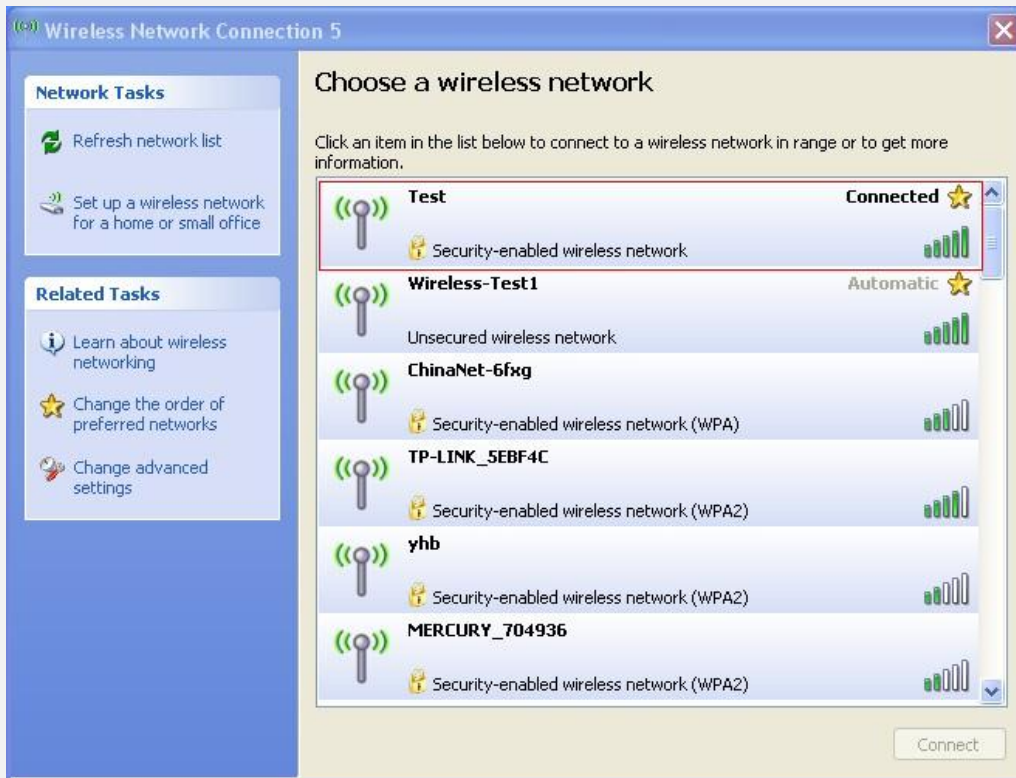 Wireless Network Connection 5
Network Tasks
Refresh network list
Set up a wireless network
for a home or small office
Related Tasks
Learn about wireless
networking
Change the order of
preferred networks
Change advanced
settings
Choose a wireless network
Click an item in the list below to connect to a wireless network in range or to get more
information.
Test Connected
Security-enabled wireless network
Wireless-Test1 Automatic
Unsecured wireless network
ChinaNet-6fxg
Security-enabled wireless network (WPA)
TP-LINK_5EBF4C
Security-enabled wireless network (WPA2)
yhb
Security-enabled wireless network (WPA2)
MERCURY_704936
Security-enabled wireless network (WPA2)
Connect